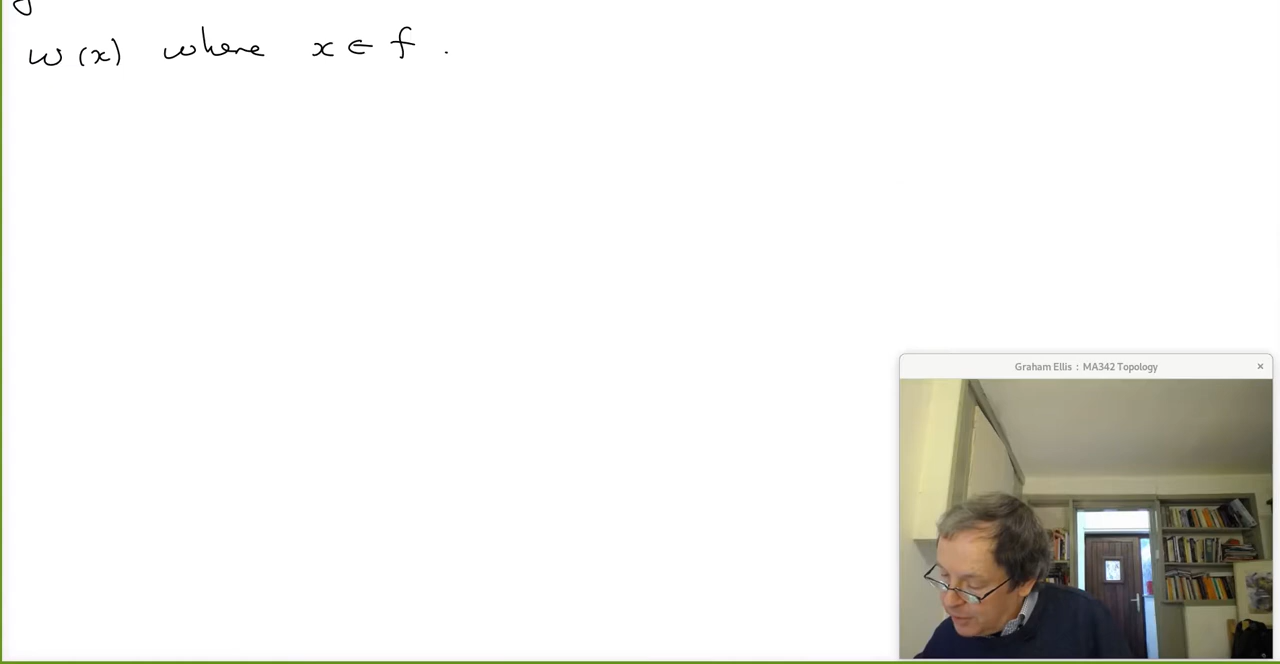 w(x) where x ∈ f .
Graham Ellis : MA342 Topology ×